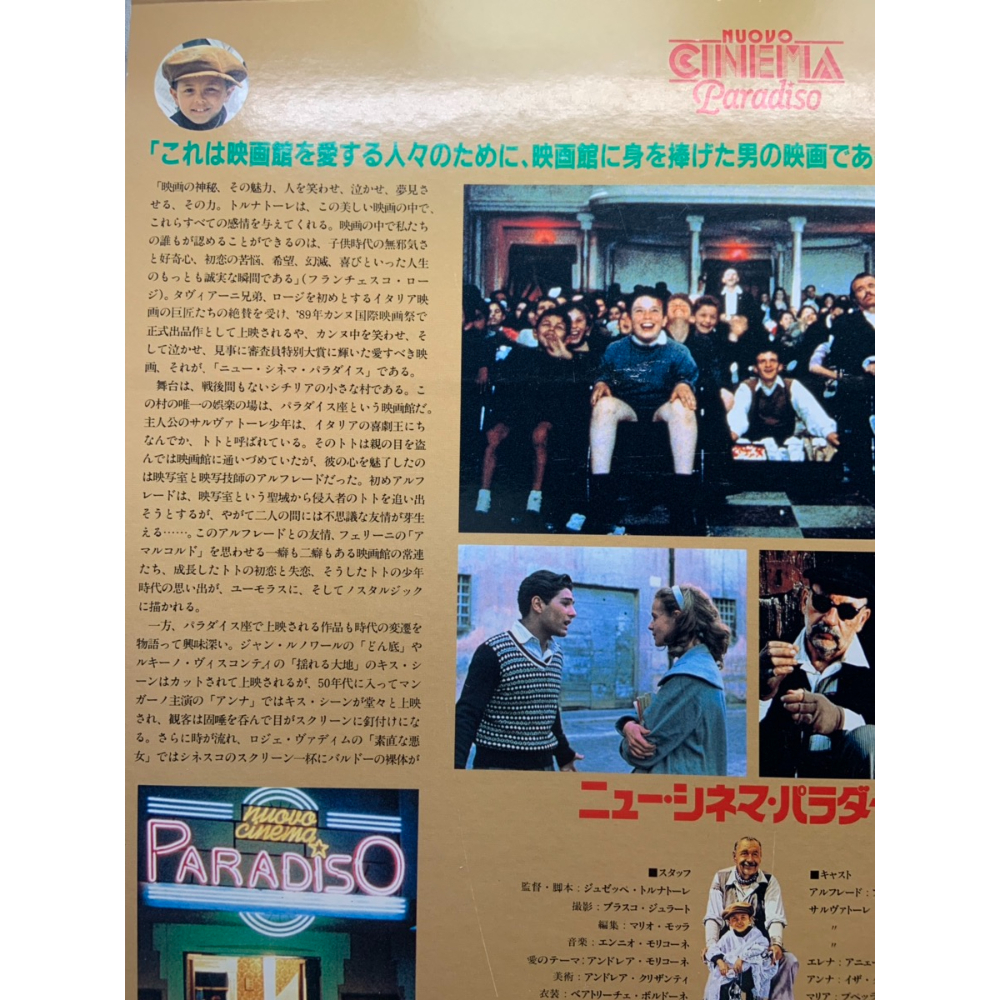 NUOVO
CINEMA
Paradiso
「これは映画館を愛する人々のために、映画館に身を捧げた男の映画であ
「映画の神秘、その魅力、人を笑わせ、泣かせ、夢見さ
せる、その力。トルナトーレは、この美しい映画の中で、
これらすべての感情を与えてくれる。映画の中で私たち
の誰もが認めることができるのは、子供時代の無邪気さ
と好奇心、初恋の苦悩、希望、幻滅、喜びといった人生
のもっとも誠実な瞬間である」(フランチェスコ・ロー
ジ)。タヴィアーニ兄弟、ロージを初めとするイタリア映
画の巨匠たちの絶賛を受け、'89年カンヌ国際映画祭で
正式出品作として上映されるや、カンヌ中を笑わせ、そ
して泣かせ、見事に審査員特別大賞に輝いた愛すべき映
画、それが、「ニュー・シネマ・パラダイス」である。
舞台は、戦後間もないシチリアの小さな村である。こ
の村の唯一の娯楽の場は、パラダイス座という映画館だ。
主人公のサルヴァトーレ少年は、イタリアの喜劇王にち
なんでか、トトと呼ばれている。そのトトは親の目を盗
んでは映画館に通いづめていたが、彼の心を魅了したの
は映写室と映写技師のアルフレードだった。初めアルフ
レードは、映写室という聖域から侵入者のトトを追い出
そうとするが、やがて二人の間には不思議な友情が芽生
える……。このアルフレードとの友情、フェリーニの「ア
マルコルド」を思わせる一癖も二癖もある映画館の常連
たち、成長したトトの初恋と失恋、そうしたトトの少年
時代の思い出が、ユーモラスに、そしてノスタルジック
に描かれる。
一方、パラダイス座で上映される作品も時代の変遷を
物語って興味深い。ジャン・ルノワールの「どん底」や
ルキーノ・ヴィスコンティの「揺れる大地」のキス・シ
ーンはカットされて上映されるが、50年代に入ってマン
ガーノ主演の「アンナ」ではキス・シーンが堂々と上映
され、観客は固唾を呑んで目がスクリーンに釘付けにな
る。さらに時が流れ、ロジェ・ヴァディムの「素直な悪
女」ではシネスコのスクリーン一杯にバルドーの裸体が
nuovo
cinema
PARADISO
ニュー・シネマ・パラダイ
■スタッフ
監督・脚本:ジュゼッペ・トルナトーレ
撮影:ブラスコ・ジュラート
編集:マリオ・モッラ
音楽:エンニオ・モリコーネ
愛のテーマ:アンドレア・モリコーネ
美術:アンドレア・クリザンティ
衣装:ベアトリーチェ・ボルドーネ
■キャスト
アルフレード:
サルヴァトーレ
〃
〃
エレナ:アニェ
アンナ:イザ・
マリア:プペッ